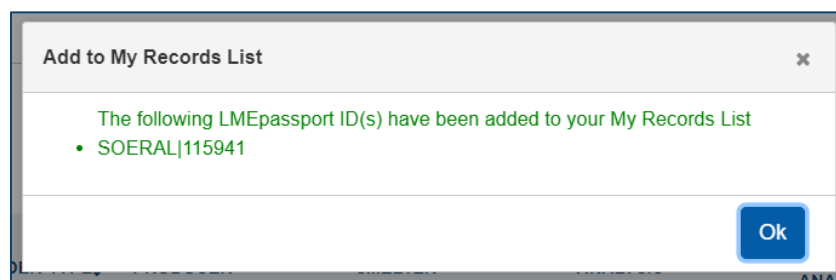 Add to My Records List ×
The following LMEpassport ID(s) have been added to your My Records List
• SOERAL|115941
Ok